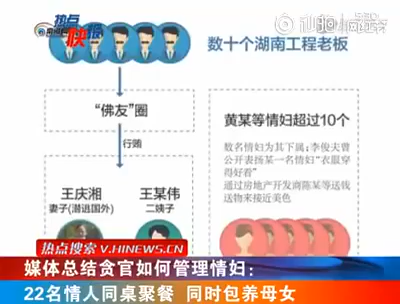 热点
快报
数十个湖南工程老板
“佛友”圈
黄某等情妇超过10个
行贿
数名情妇为其下属;李俊夫曾
公开表扬某一名情妇“衣服穿
得好看”
通过房地产开发商陈某等送钱
送物来接近美色
王庆湘
妻子(潜逃国外)
王某伟
二姨子
热点搜索 V.HINEWS.CN
媒体总结贪官如何管理情妇:
22名情人同桌聚餐 同时包养母女